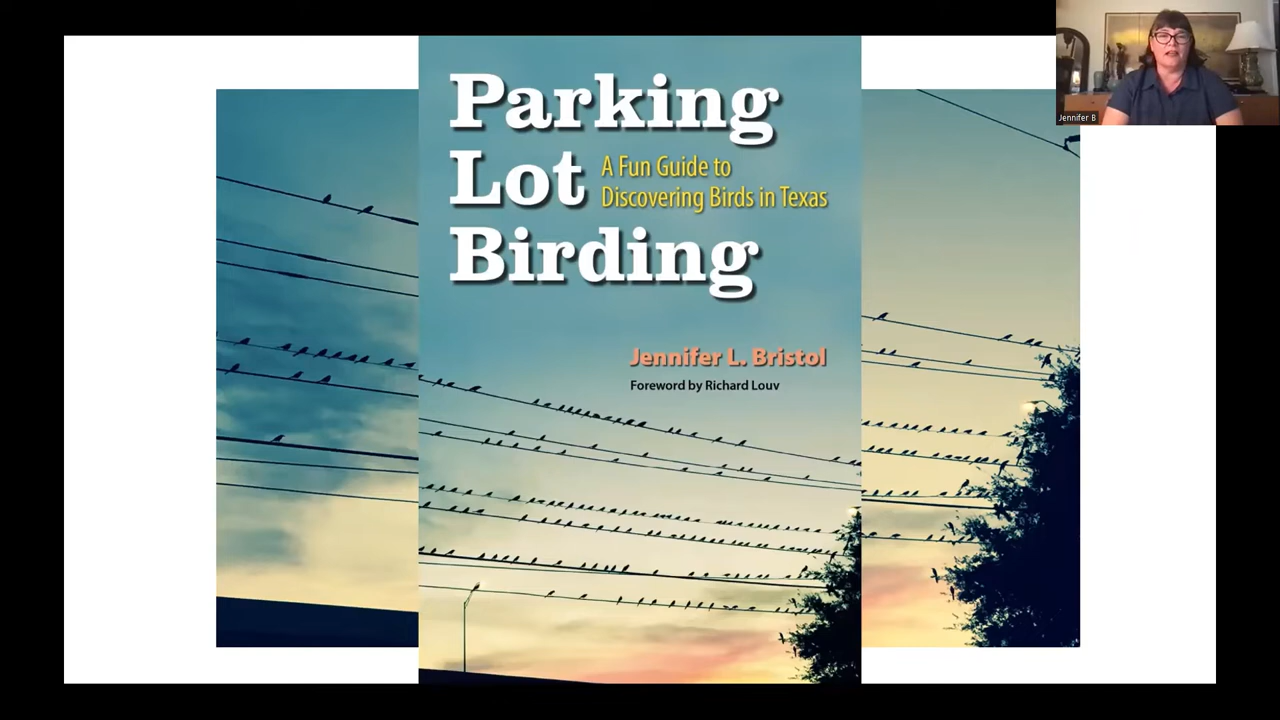 Parking
Lot
A Fun Guide to
Discovering Birds in Texas
Birding
Jennifer L. Bristol
Foreword by Richard Louv
Jennifer B